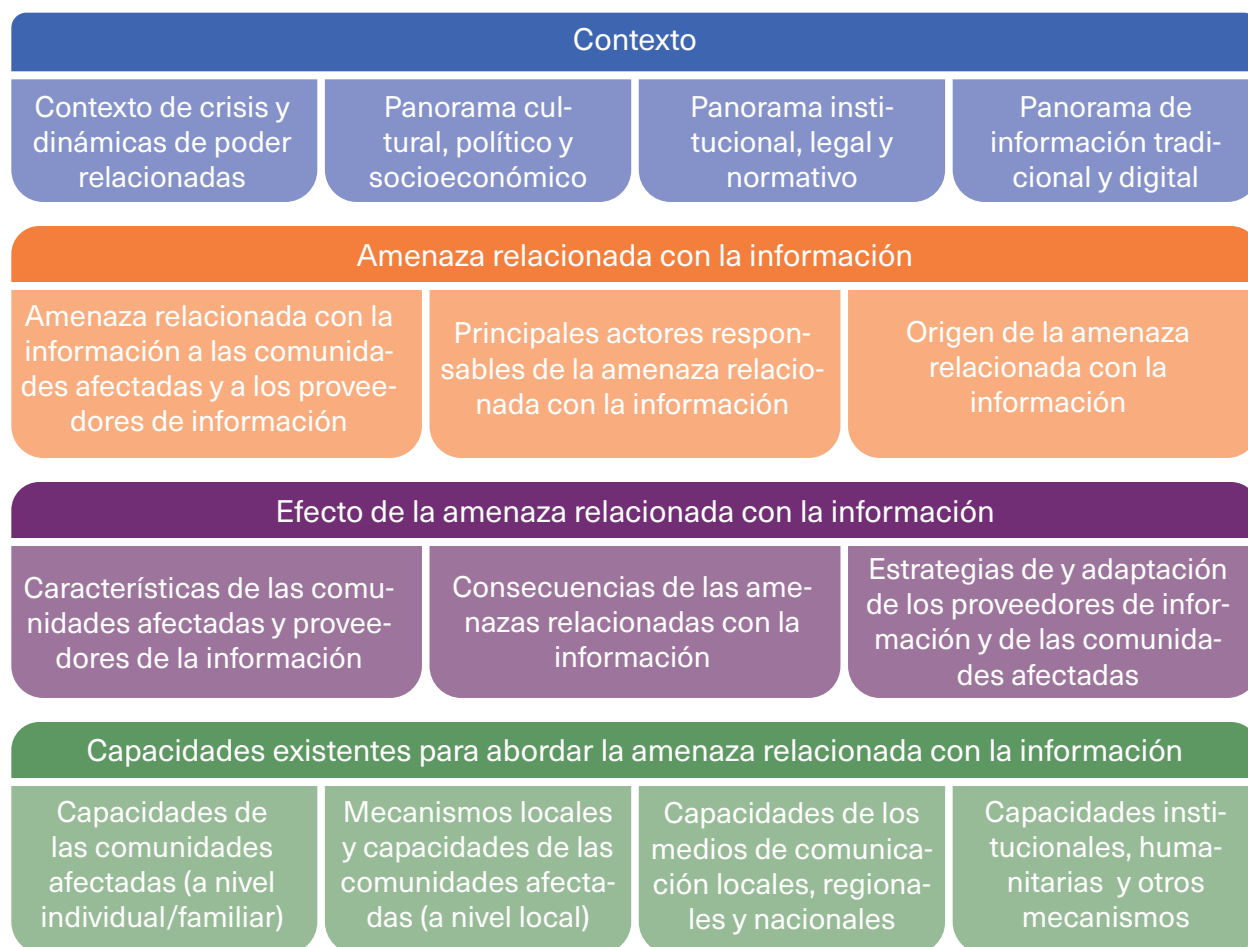 Contexto
Contexto de crisis y
dinámicas de poder
relacionadas
Panorama cul-
tural, político y
socioeconómico
Panorama insti-
tucional, legal y
normativo
Panorama de
información tradi-
cional y digital
Amenaza relacionada con la información
Amenaza relacionada con la
información a las comunida-
des afectadas y a los provee-
dores de información
Principales actores respon-
sables de la amenaza relacio-
nada con la información
Origen de la amenaza
relacionada con la
información
Efecto de la amenaza relacionada con la información
Características de las comu-
nidades afectadas y provee-
dores de la información
Consecuencias de las ame-
nazas relacionadas con la
información
Estrategias de y adaptación
de los proveedores de infor-
mación y de las comunida-
des afectadas
Capacidades existentes para abordar la amenaza relacionada con la información
Capacidades de
las comunidades
afectadas (a nivel
individual/familiar)
Mecanismos locales
y capacidades de las
comunidades afecta-
das (a nivel local)
Capacidades de los
medios de comunica-
ción locales, regiona-
les y nacionales
Capacidades insti-
tucionales, huma-
nitarias  y otros
mecanismos